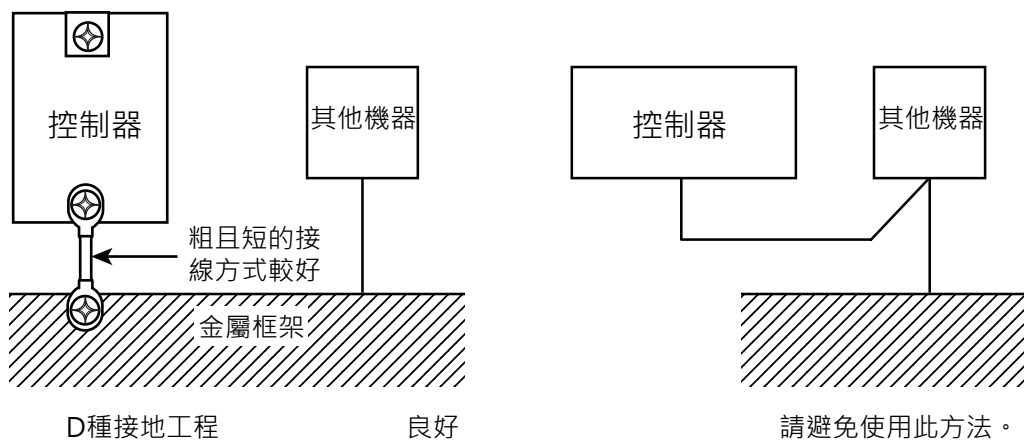 控制器
其他機器
粗且短的接
線方式較好
金屬框架
D種接地工程
良好
控制器
其他機器
請避免使用此方法。